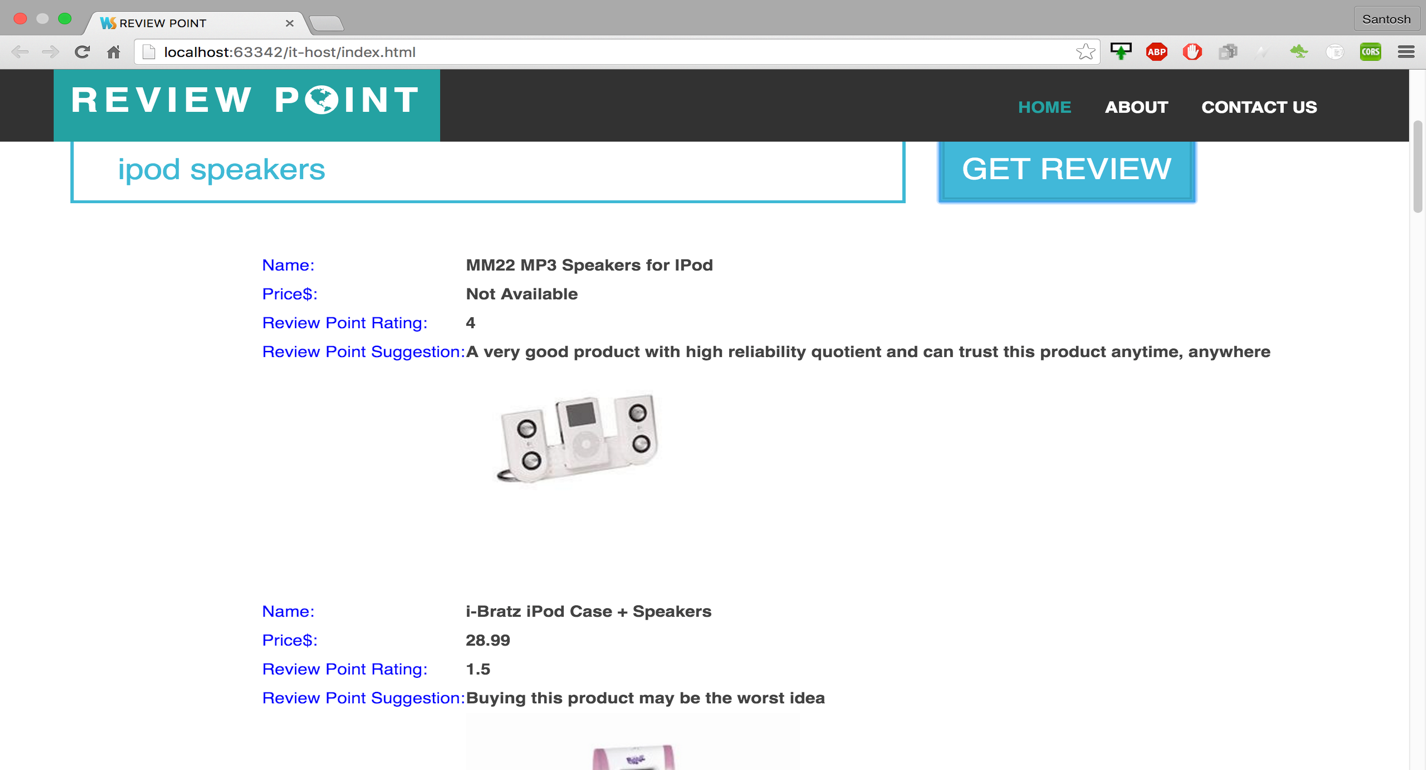 REVIEW POINT
Santosh
localhost:63342/it-host/index.html
ABP
CORS
REVIEW POINT
HOME ABOUT CONTACT US
ipod speakers
GET REVIEW
Name: MM22 MP3 Speakers for IPod
Price$: Not Available
Review Point Rating: 4
Review Point Suggestion:A very good product with high reliability quotient and can trust this product anytime, anywhere
Name: i-Bratz iPod Case + Speakers
Price$: 28.99
Review Point Rating: 1.5
Review Point Suggestion:Buying this product may be the worst idea